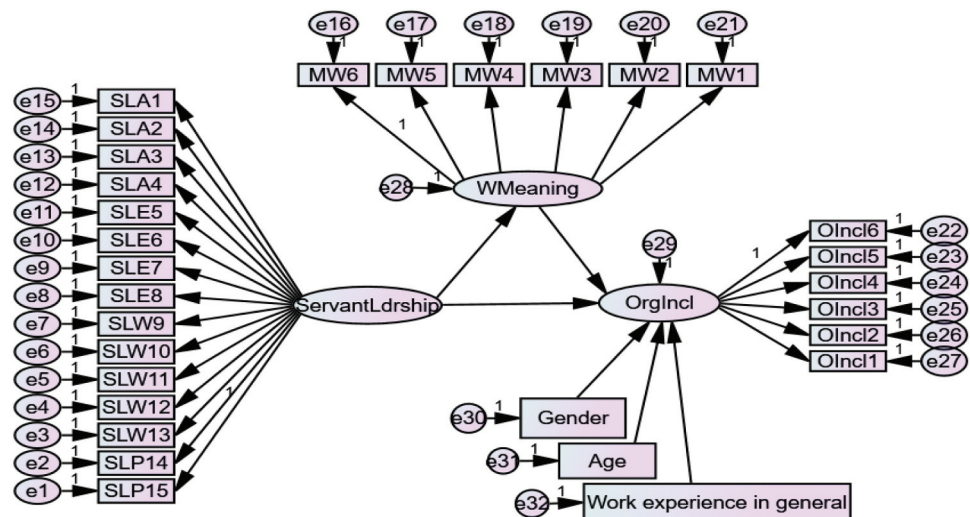 e16 e17 e18 e19 e20 e21
1 1 1 1 1 1
MW6 MW5 MW4 MW3 MW2 MW1
1
e28 1 WMeaning
e15 1 SLA1
e14 1 SLA2
e13 1 SLA3
e12 1 SLA4
e11 1 SLE5
e10 1 SLE6
e9 1 SLE7
e8 1 SLE8
e7 1 SLW9
e6 1 SLW10
e5 1 SLW11
e4 1 SLW12
e3 1 SLW13
e2 1 SLP14
e1 1 SLP15
1
ServantLdrship
e29
1
OrgIncl
1
OIncl6 1 e22
OIncl5 1 e23
OIncl4 1 e24
OIncl3 1 e25
OIncl2 1 e26
OIncl1 1 e27
e30 1 Gender
e31 1 Age
e32 1 Work experience in general